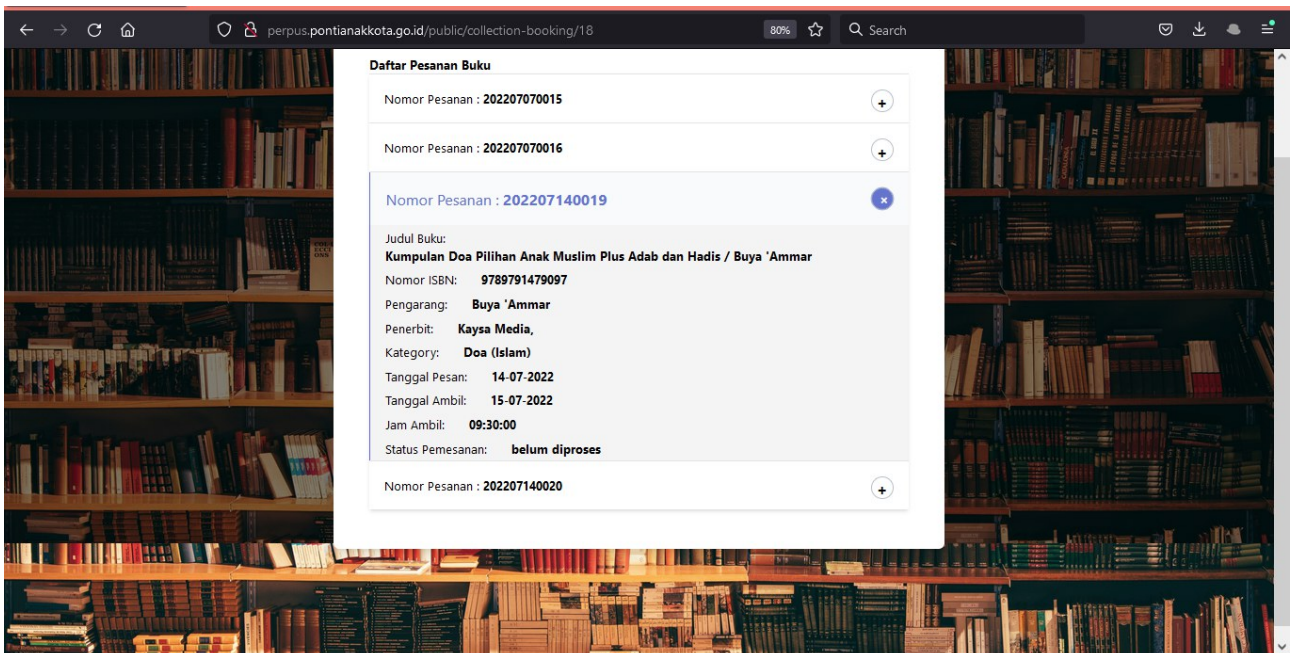 perpus.pontianakkota.go.id/public/collection-booking/18
80%
Search
Daftar Pesanan Buku
Nomor Pesanan : 202207070015
+
Nomor Pesanan : 202207070016
+
Nomor Pesanan : 202207140019
×
Judul Buku:
Kumpulan Doa Pilihan Anak Muslim Plus Adab dan Hadis / Buya 'Ammar
Nomor ISBN: 9789791479097
Pengarang: Buya 'Ammar
Penerbit: Kaysa Media,
Kategory: Doa (Islam)
Tanggal Pesan: 14-07-2022
Tanggal Ambil: 15-07-2022
Jam Ambil: 09:30:00
Status Pemesanan: belum diproses
Nomor Pesanan : 202207140020
+